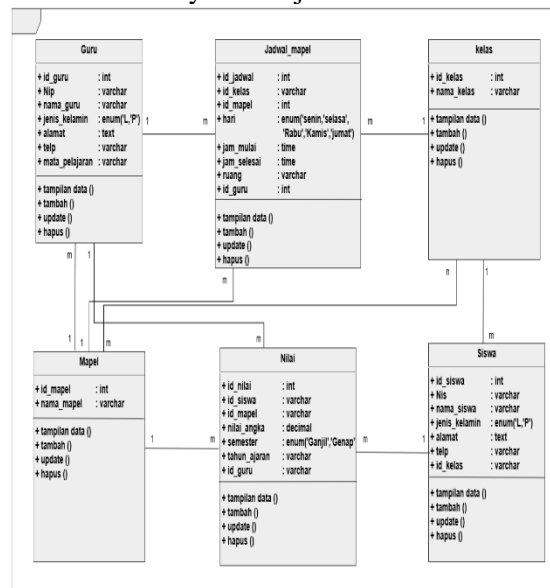 Guru
+ id_guru : int
+ Nip : varchar
+ nama_guru : varchar
+ jenis_kelamin : enum('L,'P')
+ alamat : text
+ telp : varchar
+ mata_pelajaran : varchar
+ tampilan data ()
+ tambah ()
+ update ()
+ hapus ()
1
m
Jadwal_mapel
+ id_jadwal : int
+ id_kelas : varchar
+ id_mapel : int
+ hari : enum('senin,'selasa',
'Rabu,'Kamis','jumat')
+ jam_mulai : time
+ jam_selesai : time
+ ruang : varchar
+ id_guru : int
+ tampilan data ()
+ tambah ()
+ update ()
+ hapus ()
m
1
kelas
+ id_kelas : int
+ nama_kelas : varchar
+ tampilan data ()
+ tambah ()
+ update ()
+ hapus ()
m
1
m
n
1
1
1
m
m
m
Mapel
+ id_mapel : int
+ nama_mapel : varchar
+ tampilan data ()
+ tambah ()
+ update ()
+ hapus ()
1
m
Nilai
+ id_nilai : int
+ id_siswa : varchar
+ id_mapel : varchar
+ nilai_angka : decimal
+ semester : enum('Ganjil','Genap'
+ tahun_ajaran : varchar
+ id_guru : varchar
+ tampilan data ()
+ tambah ()
+ update ()
+ hapus ()
m
1
Siswa
+ id_siswa : int
+ Nis : varchar
+ nama_siswa : varchar
+ jenis_kelamin : enum('L,'P')
+ alamat : text
+ telp : varchar
+ id_kelas : varchar
+ tampilan data ()
+ tambah ()
+ update ()
+ hapus ()